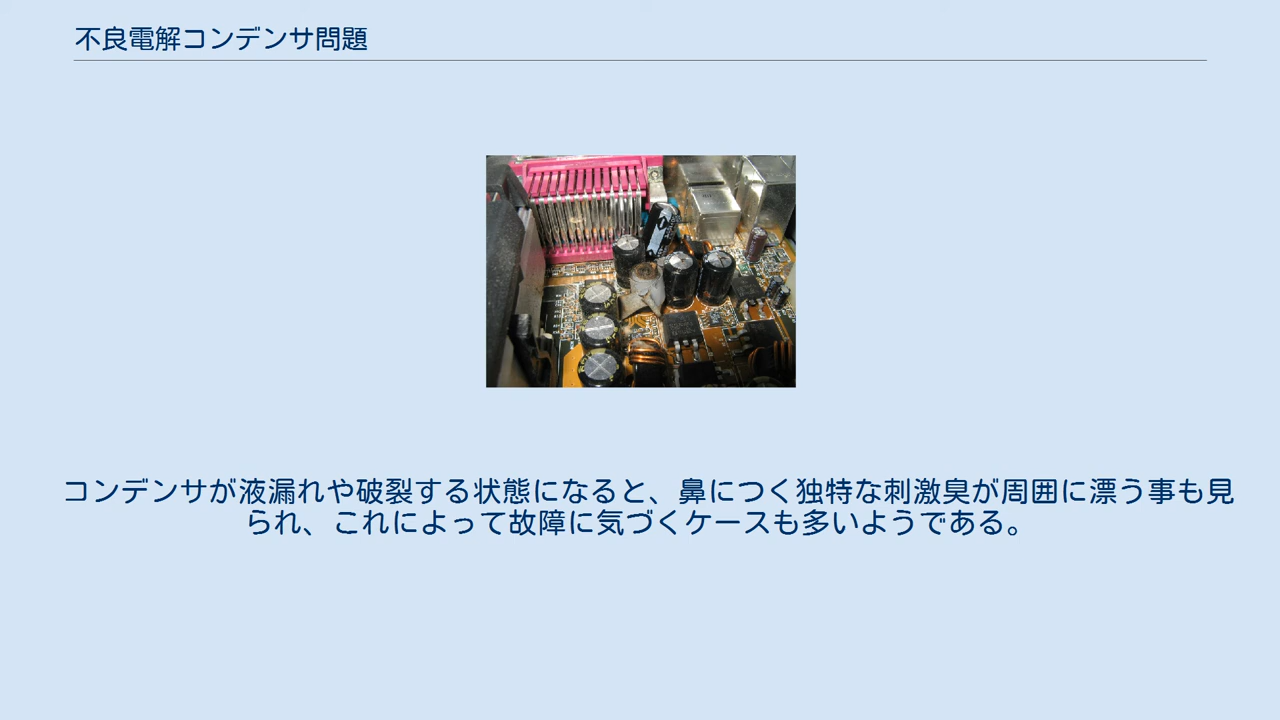 不良電解コンデンサ問題
コンデンサが液漏れや破裂する状態になると、鼻につく独特な刺激臭が周囲に漂う事も見
られ、これによって故障に気づくケースも多いようである。